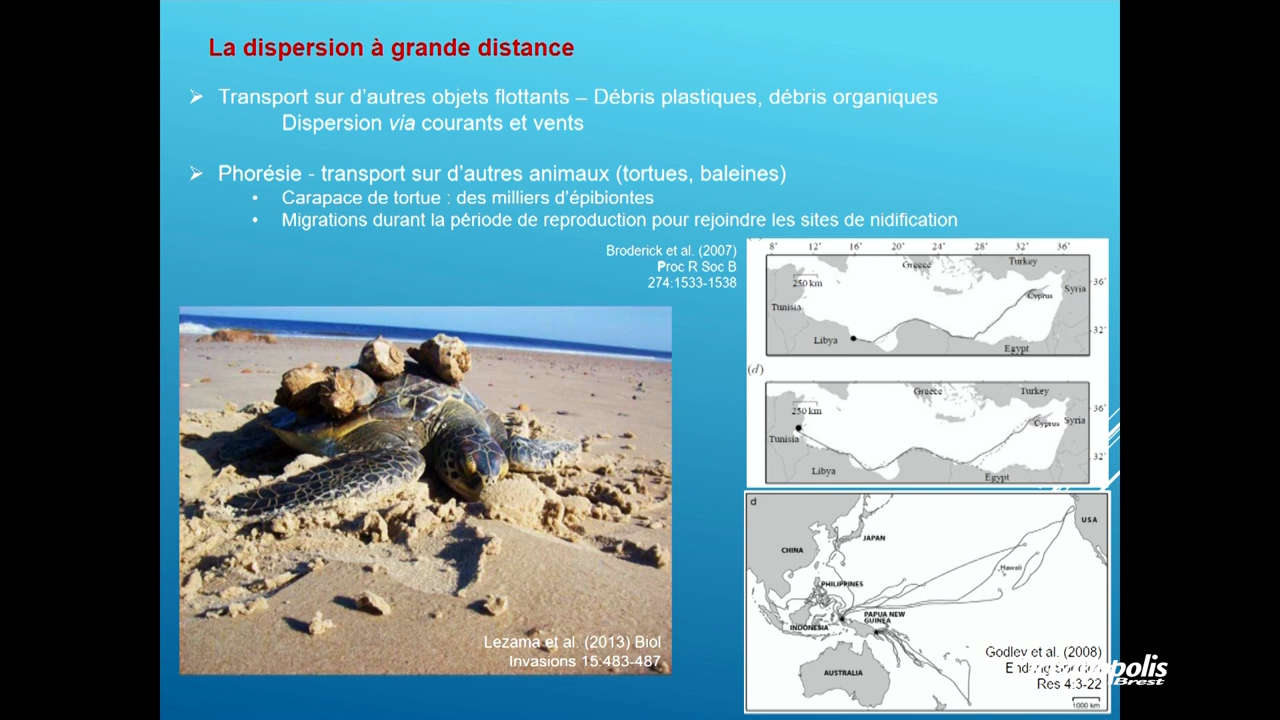 La dispersion à grande distance
➢ Transport sur d'autres objets flottants – Débris plastiques, débris organiques
Dispersion via courants et vents
➢ Phorésie - transport sur d'autres animaux (tortues, baleines)
• Carapace de tortue : des milliers d'épibiontes
• Migrations durant la période de reproduction pour rejoindre les sites de nidification
Broderick et al. (2007)
Proc R Soc B
274:1533-1538
8° 12° 16° 20° 24° 28° 32° 36°
Greece Turkey
250 km
36°
Syria
Cyprus
Tunisia
32°
Libya
Egypt
(d)
Greece Turkey
250 km
36°
Syria
Cyprus
Tunisia
32°
Libya
Egypt
d
USA
JAPAN
CHINA
Hawaii
PHILIPPINES
PAPUA NEW
GUINEA
INDONESIA
AUSTRALIA
1000 km
Lezama et al. (2013) Biol
Invasions 15:483-487
Godley et al. (2008)
Res 4:3-22
Brest